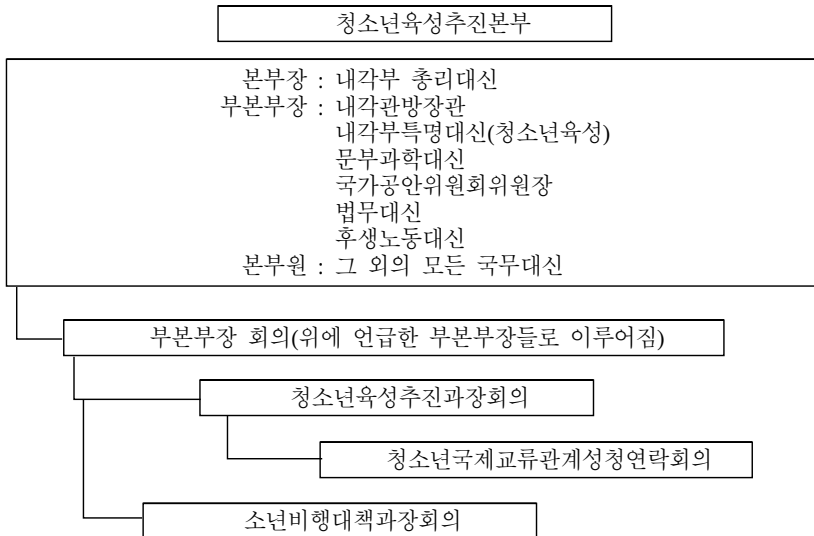 청소년육성추진본부
본부장 : 내각부 총리대신
부본부장 : 내각관방장관
내각부특명대신(청소년육성)
문부과학대신
국가공안위원회위원장
법무대신
후생노동대신
본부원 : 그 외의 모든 국무대신
부본부장 회의(위에 언급한 부본부장들로 이루어짐)
청소년육성추진과장회의
청소년국제교류관계성청연락회의
소년비행대책과장회의